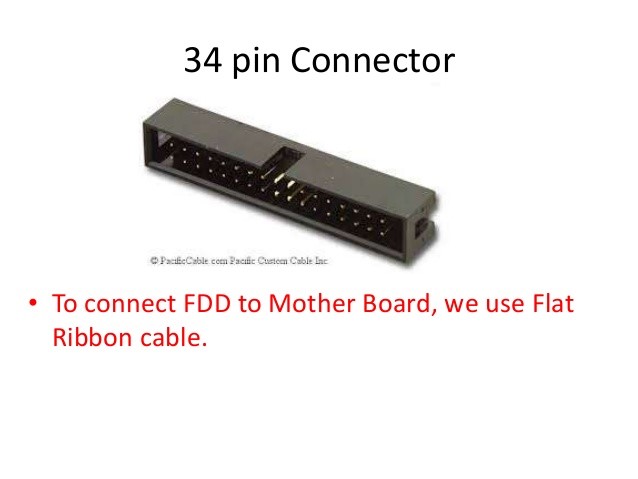 34 pin Connector
© PacificCable.com Pacific Custom Cable Inc.
• To connect FDD to Mother Board, we use Flat
Ribbon cable.